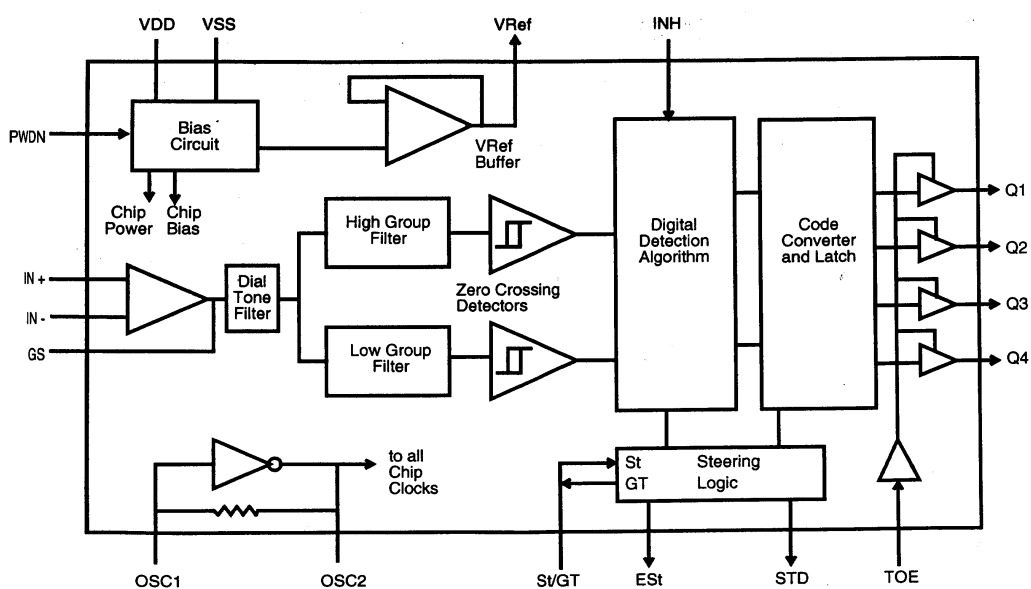 VDD
VSS
VRef
INH
PWDN
Bias
Circuit
VRef
Buffer
Chip
Power
Chip
Bias
High Group
Filter
Digital
Detection
Algorithm
Code
Converter
and Latch
Q1
Q2
Q3
Q4
IN +
IN -
GS
Dial
Tone
Filter
Zero Crossing
Detectors
Low Group
Filter
to all
Chip
Clocks
St
GT
Steering
Logic
OSC1
OSC2
St/GT
ESt
STD
TOE